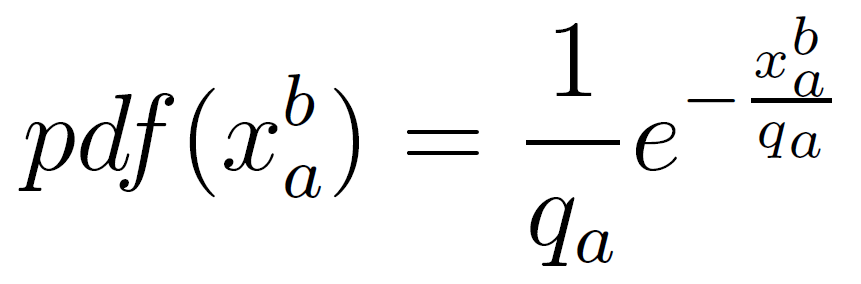 pdf(x_a^b) = \frac{1}{q_a} e^{-\frac{x_a^b}{q_a}}